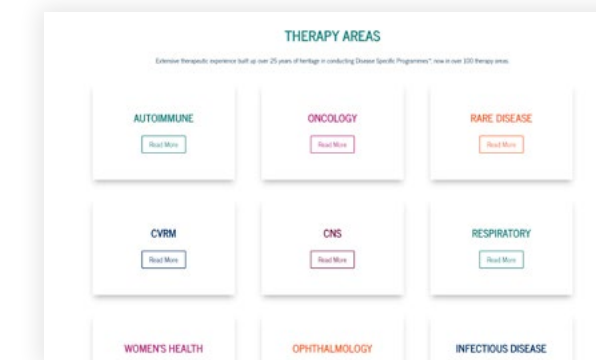 THERAPY AREAS
Extensive therapeutic experience built up over 25 years of heritage in conducting Disease Specific Programmes™: now in over 100 therapy areas.
AUTOIMMUNE ONCOLOGY RARE DISEASE
Read More Read More Read More
CVRM CNS RESPIRATORY
Read More Read More Read More
WOMEN'S HEALTH OPHTHALMOLOGY INFECTIOUS DISEASE